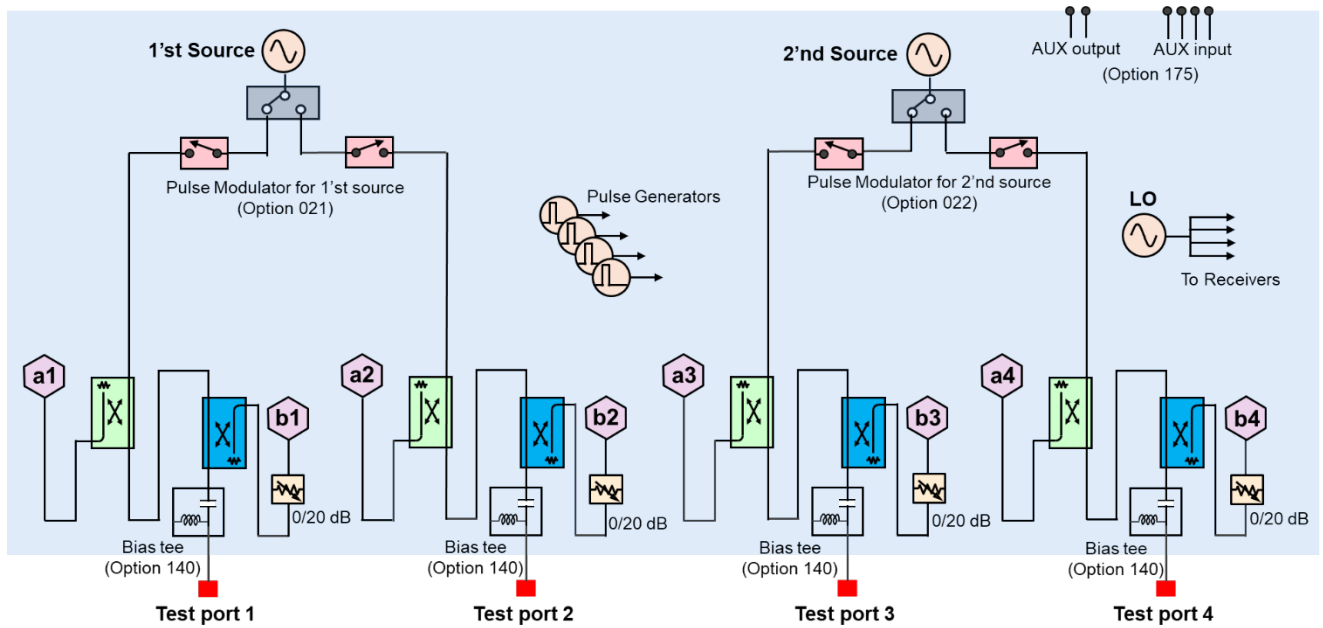 1'st Source
2'nd Source
AUX output
AUX input
(Option 175)
Pulse Modulator for 1'st source
(Option 021)
Pulse Generators
Pulse Modulator for 2'nd source
(Option 022)
LO
To Receivers
a1
b1
a2
b2
a3
b3
a4
b4
0/20 dB
0/20 dB
0/20 dB
0/20 dB
Bias tee
(Option 140)
Bias tee
(Option 140)
Bias tee
(Option 140)
Bias tee
(Option 140)
Test port 1
Test port 2
Test port 3
Test port 4